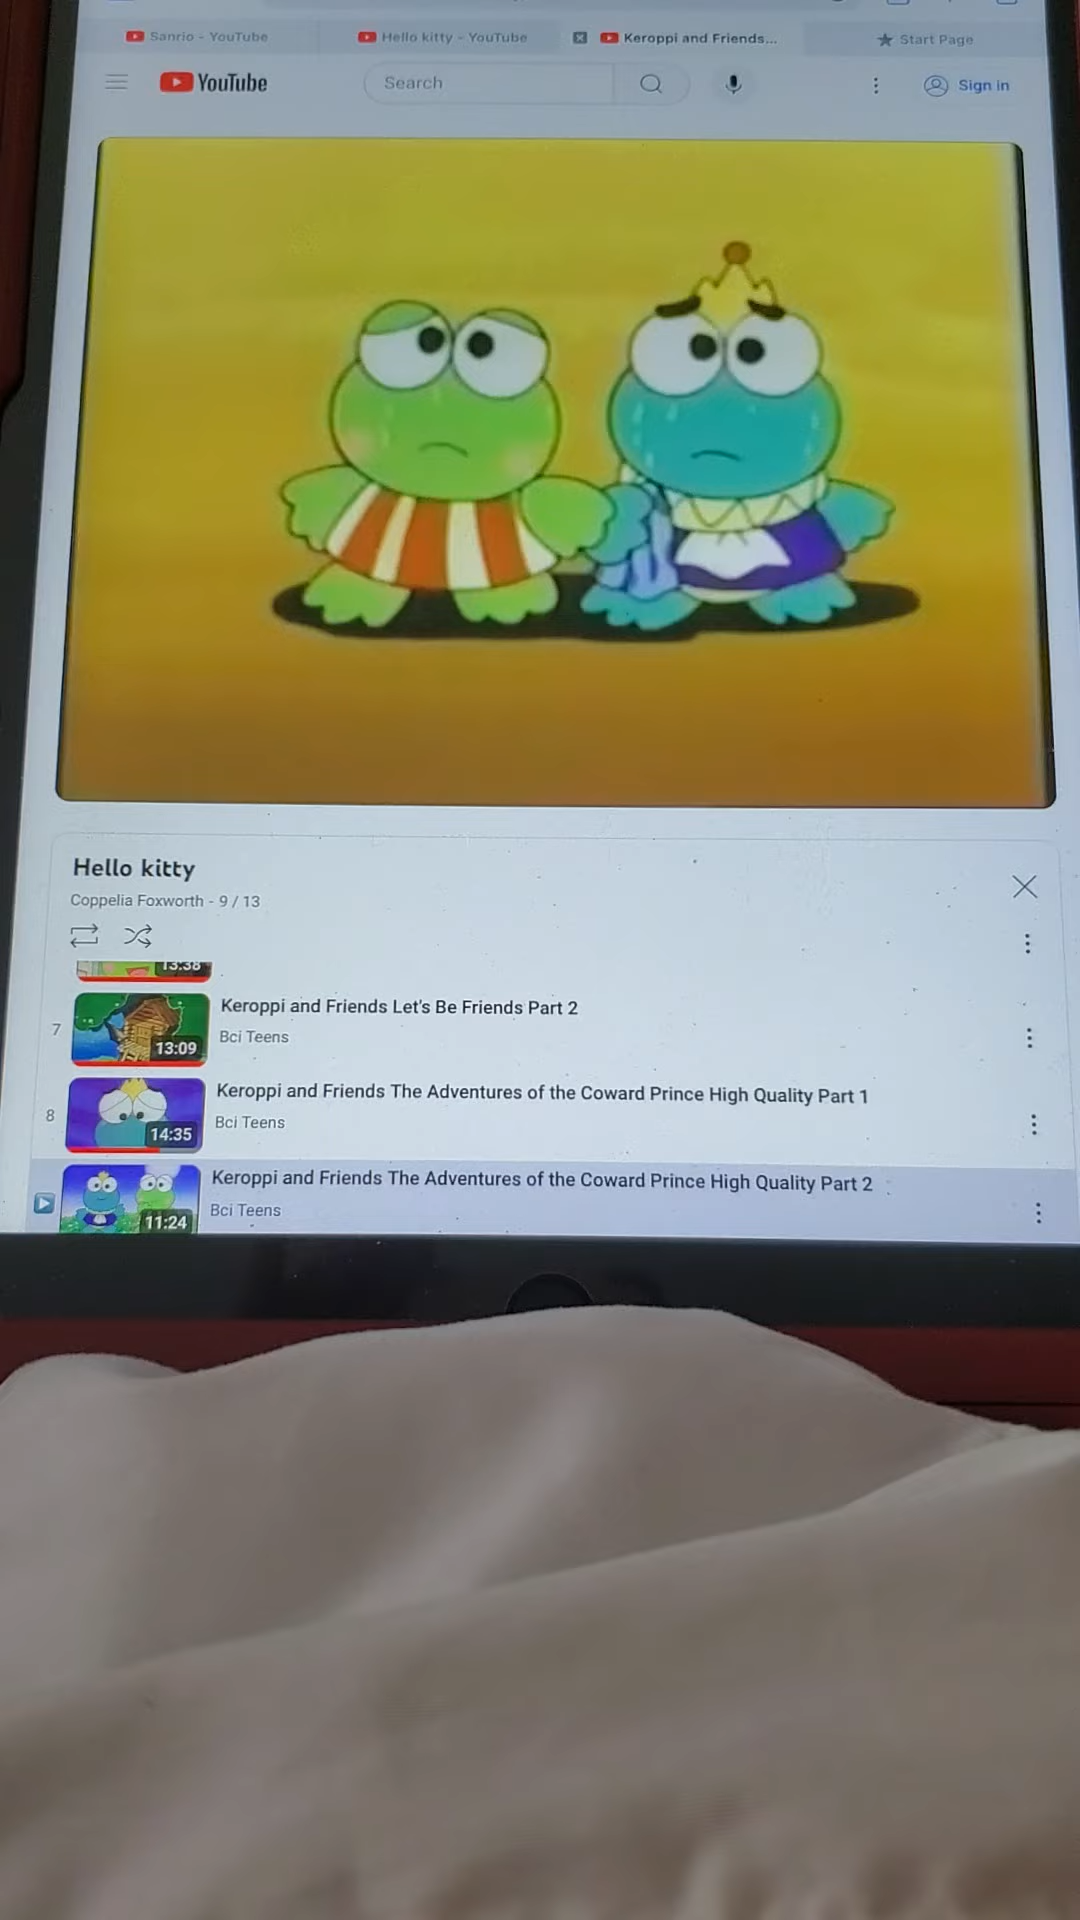 Sanrio - YouTube
Hello kitty - YouTube
Keroppi and Friends...
Start Page
YouTube
Search
Sign in
Hello kitty
Coppelia Foxworth - 9 / 13
13:38
7
Keroppi and Friends Let's Be Friends Part 2
Bci Teens
13:09
8
Keroppi and Friends The Adventures of the Coward Prince High Quality Part 1
Bci Teens
14:35
Keroppi and Friends The Adventures of the Coward Prince High Quality Part 2
Bci Teens
11:24